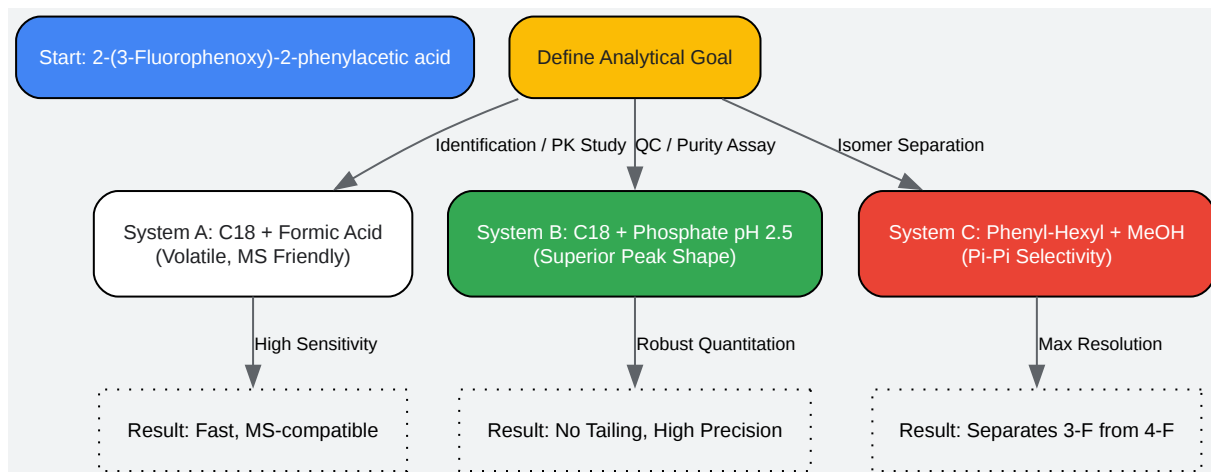 Start: 2-(3-Fluorophenoxy)-2-phenylacetic acid
Define Analytical Goal
Identification / PK Study
QC / Purity Assay
Isomer Separation
System A: C18 + Formic Acid
(Volatile, MS Friendly)
System B: C18 + Phosphate pH 2.5
(Superior Peak Shape)
System C: Phenyl-Hexyl + MeOH
(Pi-Pi Selectivity)
High Sensitivity
Robust Quantitation
Max Resolution
Result: Fast, MS-compatible
Result: No Tailing, High Precision
Result: Separates 3-F from 4-F